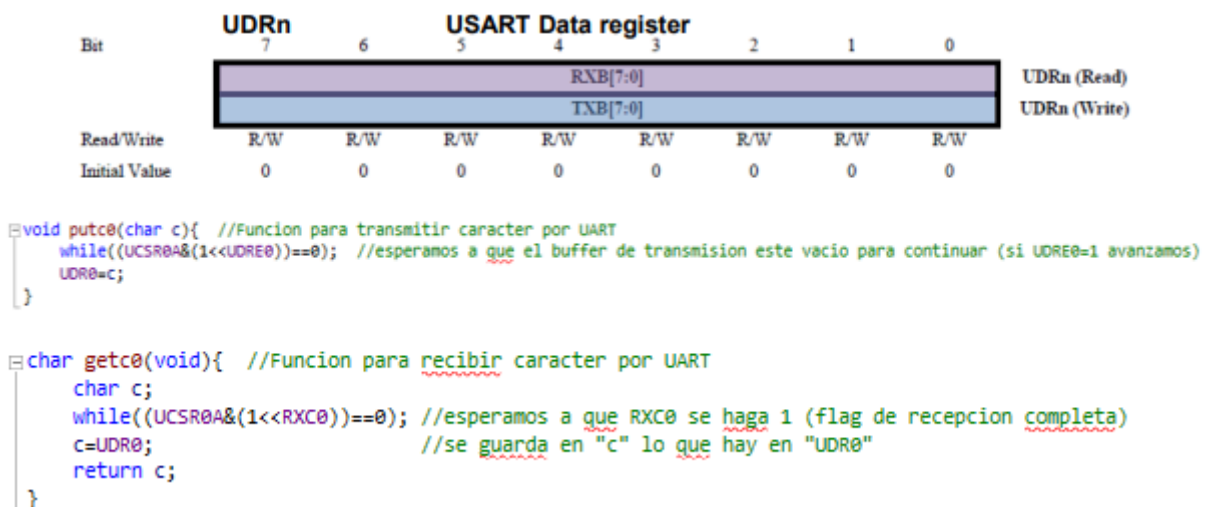 UDRn USART Data register
Bit 7 6 5 4 3 2 1 0
RXB[7:0] UDRn (Read)
TXB[7:0] UDRn (Write)
Read/Write R/W R/W R/W R/W R/W R/W R/W R/W
Initial Value 0 0 0 0 0 0 0 0
void putc0(char c){ //Funcion para transmitir caracter por UART
while((UCSR0A&(1<<UDRE0))==0); //esperamos a que el buffer de transmision este vacio para continuar (si UDRE0=1 avanzamos)
UDR0=c;
}
char getc0(void){ //Funcion para recibir caracter por UART
char c;
while((UCSR0A&(1<<RXC0))==0); //esperamos a que RXC0 se haga 1 (flag de recepcion completa)
c=UDR0; //se guarda en "c" lo que hay en "UDR0"
return c;
}